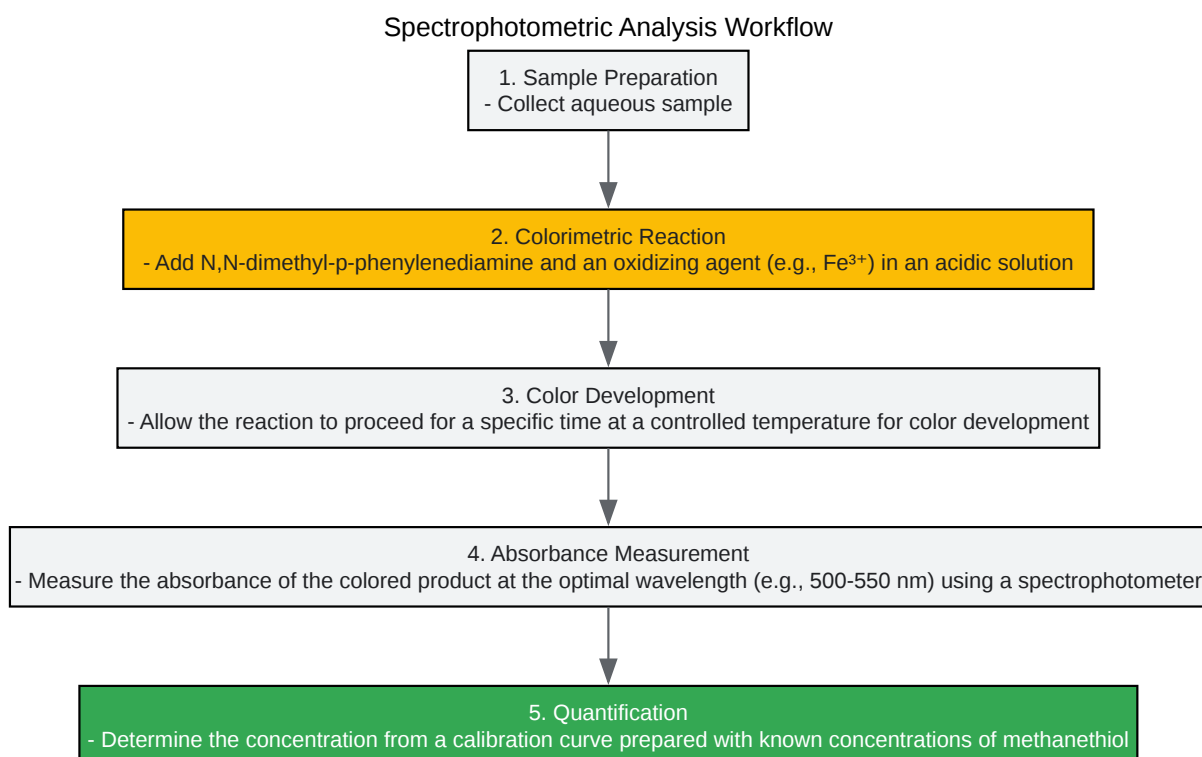 Spectrophotometric Analysis Workflow
1. Sample Preparation
- Collect aqueous sample
2. Colorimetric Reaction
- Add N,N-dimethyl-p-phenylenediamine and an oxidizing agent (e.g., Fe³⁺) in an acidic solution
3. Color Development
- Allow the reaction to proceed for a specific time at a controlled temperature for color development
4. Absorbance Measurement
- Measure the absorbance of the colored product at the optimal wavelength (e.g., 500-550 nm) using a spectrophotometer
5. Quantification
- Determine the concentration from a calibration curve prepared with known concentrations of methanethiol